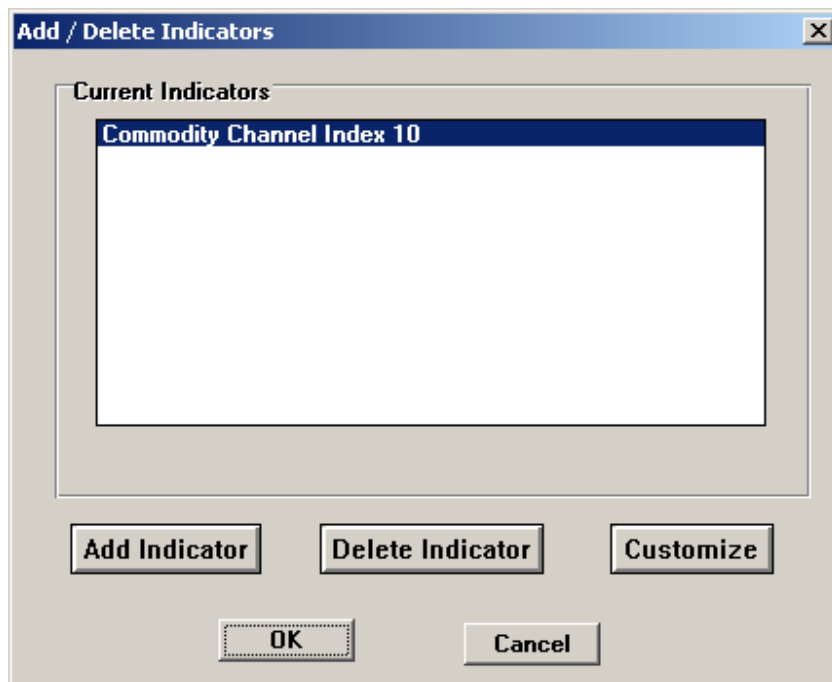 Add / Delete Indicators
Current Indicators
Commodity Channel Index 10
Add Indicator
Delete Indicator
Customize
OK
Cancel